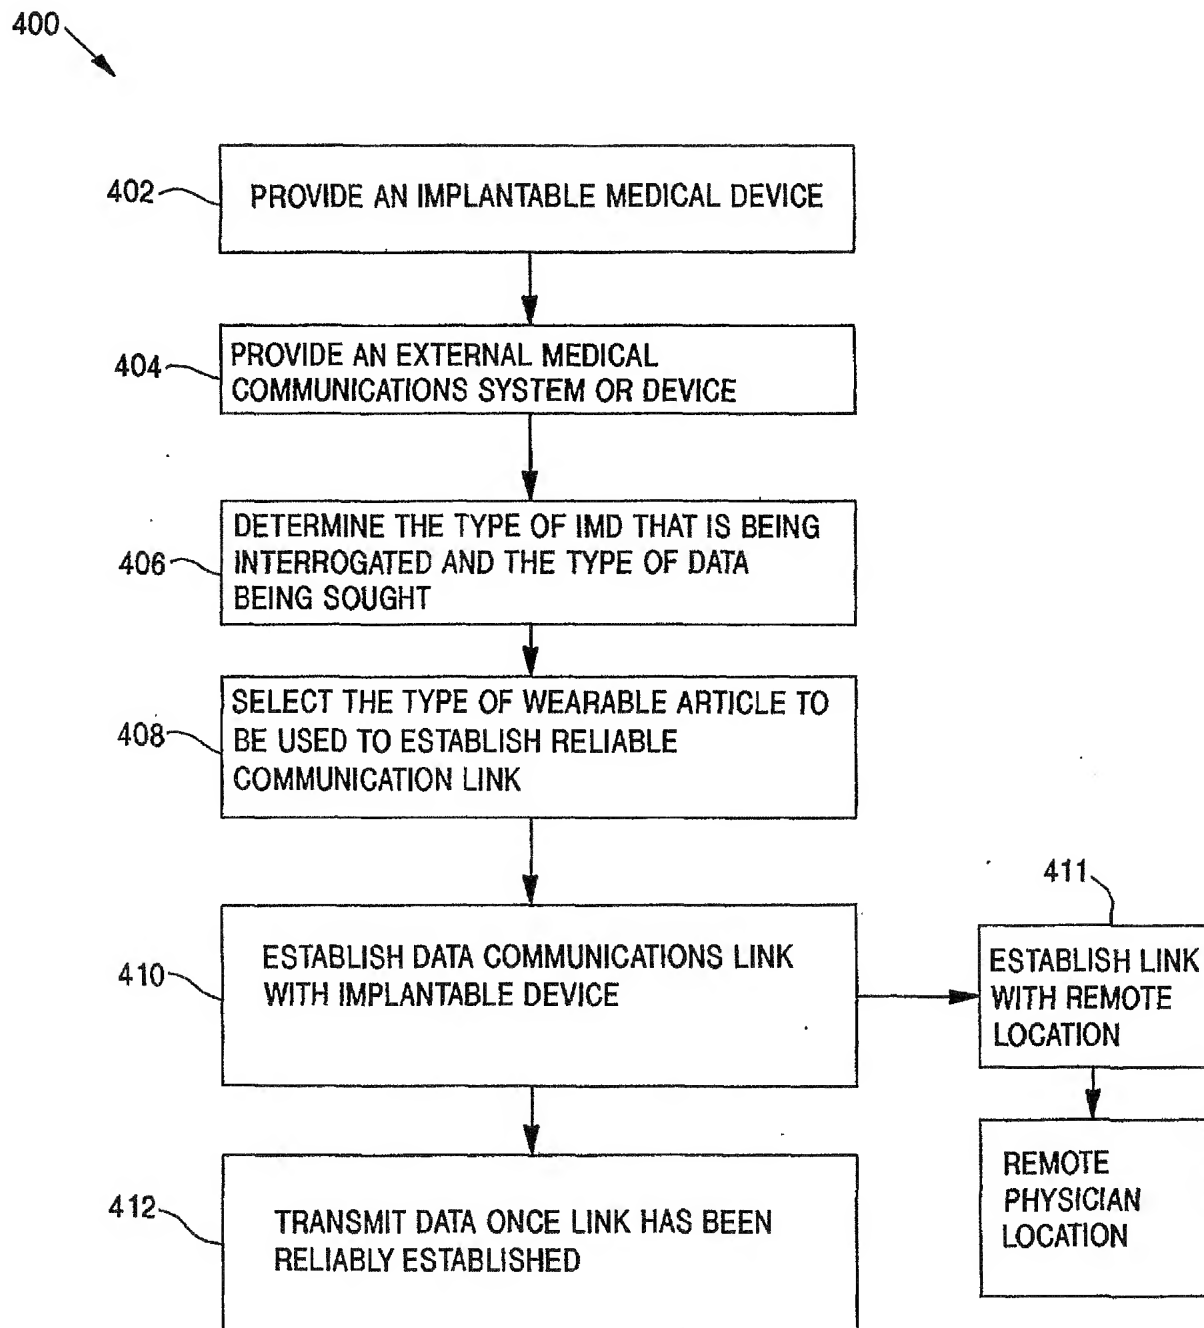 400
402
PROVIDE AN IMPLANTABLE MEDICAL DEVICE
404
PROVIDE AN EXTERNAL MEDICAL
COMMUNICATIONS SYSTEM OR DEVICE
406
DETERMINE THE TYPE OF IMD THAT IS BEING
INTERROGATED AND THE TYPE OF DATA
BEING SOUGHT
408
SELECT THE TYPE OF WEARABLE ARTICLE TO
BE USED TO ESTABLISH RELIABLE
COMMUNICATION LINK
410
ESTABLISH DATA COMMUNICATIONS LINK
WITH IMPLANTABLE DEVICE
411
ESTABLISH LINK
WITH REMOTE
LOCATION
412
TRANSMIT DATA ONCE LINK HAS BEEN
RELIABLY ESTABLISHED
REMOTE
PHYSICIAN
LOCATION